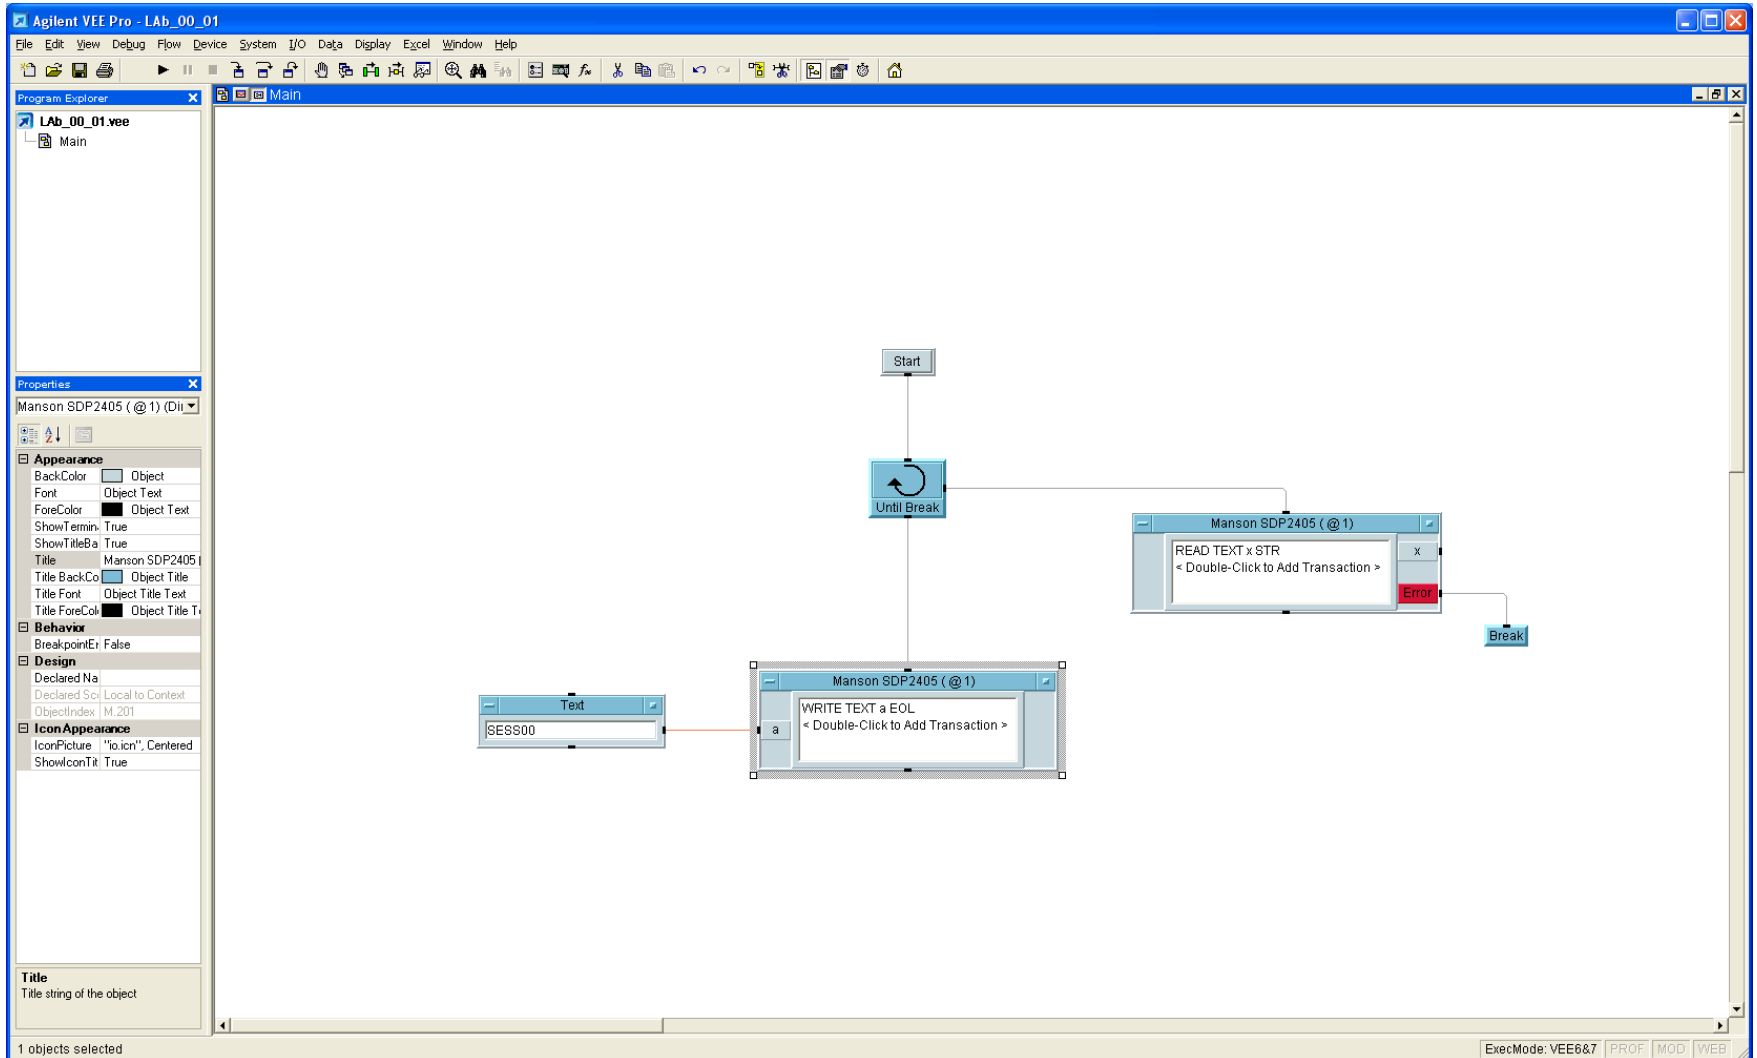 Agilent VEE Pro - LAb_00_01
File Edit View Debug Flow Device System I/O Data Display Excel Window Help
Program Explorer
Main
LAb_00_01.vee
Main
Start
Until Break
Manson SDP2405 ( @1)
READ TEXT x STR
< Double-Click to Add Transaction >
x
Error
Break
Text
SESS00
Manson SDP2405 ( @1)
WRITE TEXT a EOL
< Double-Click to Add Transaction >
a
Properties
Manson SDP2405 ( @1) (Dir
Appearance
BackColor Object
Font Object Text
ForeColor Object Text
ShowTermin True
ShowTitleBa True
Title Manson SDP2405
Title BackCo Object Title
Title Font Object Title Text
Title ForeCol Object Title T
Behavior
BreakpointEr False
Design
Declared Na
Declared Sc Local to Context
ObjectIndex M.201
Icon Appearance
IconPicture "io.icn", Centered
ShowIconTit True
Title
Title string of the object
1 objects selected
ExecMode: VEE6&7 PROF MOD WEB